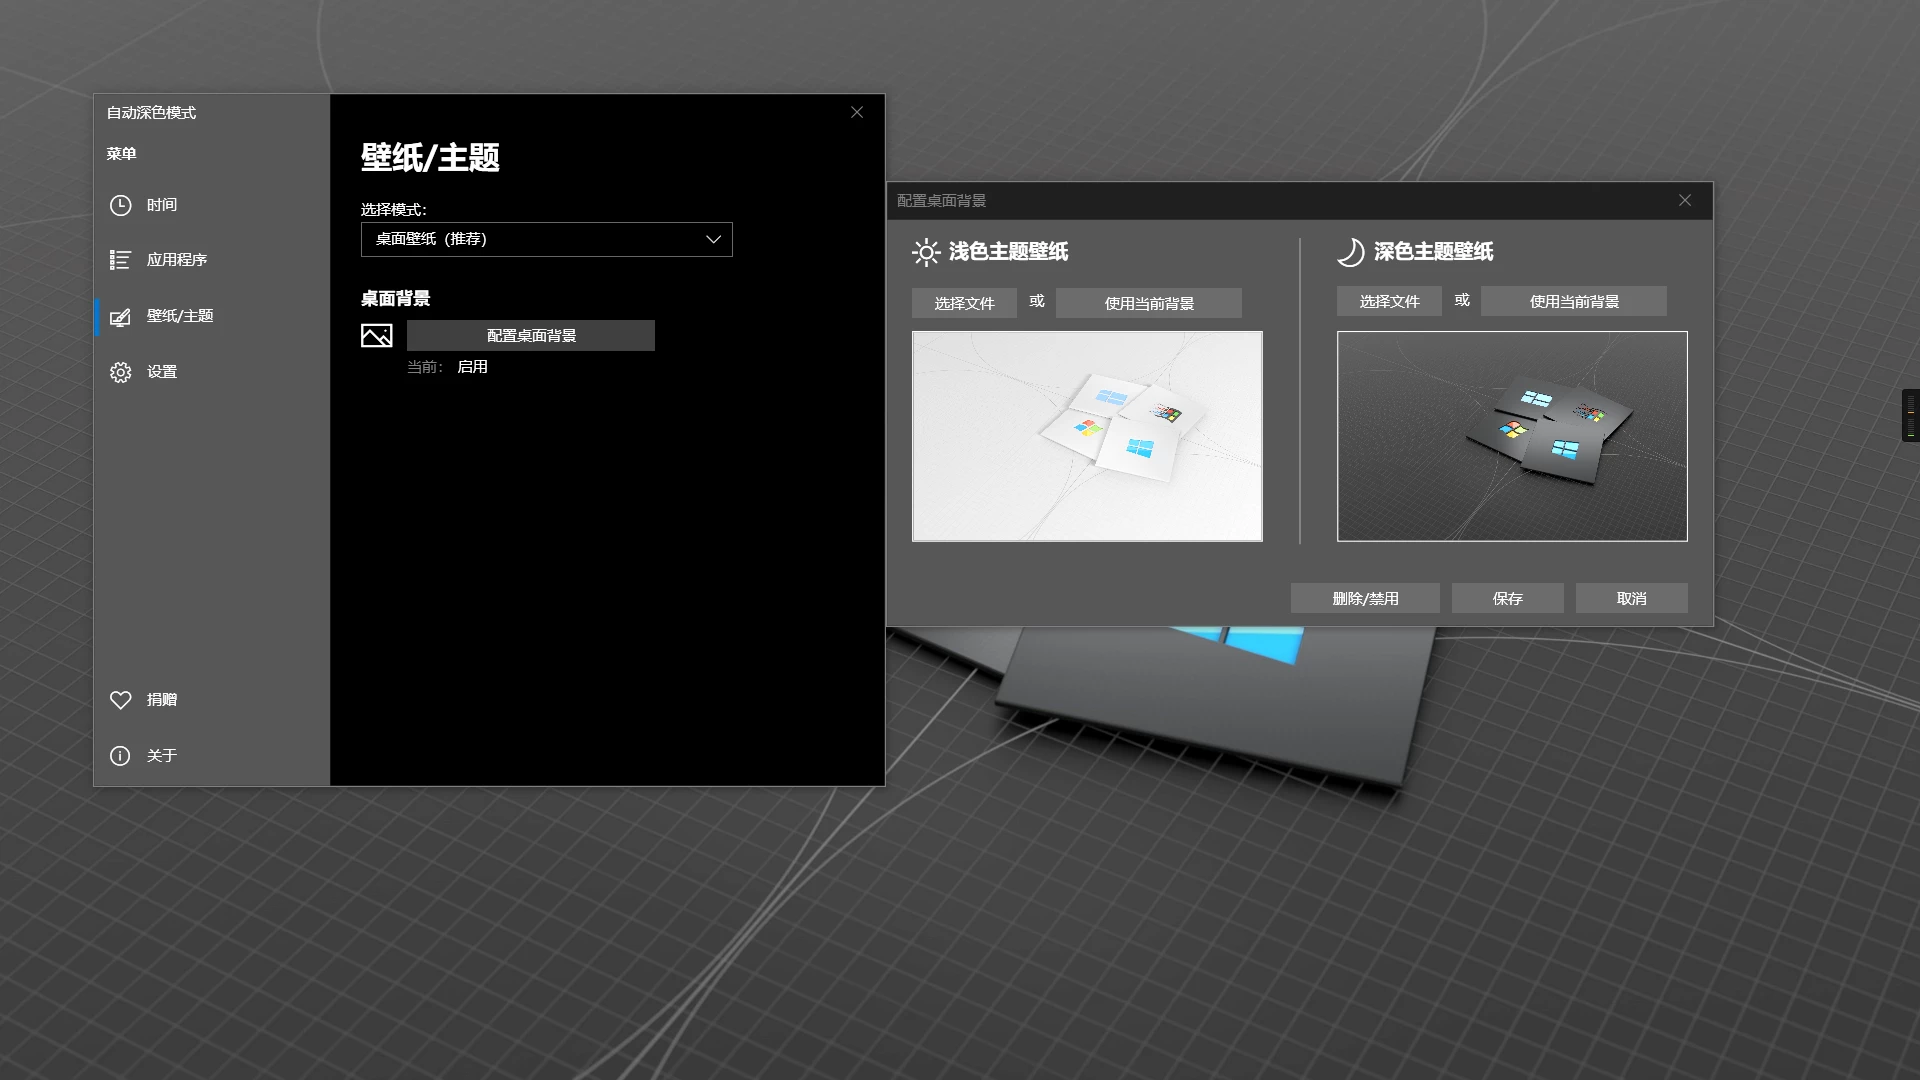 自动深色模式
菜单
时间
应用程序
壁纸/主题
设置
捐赠
关于
壁纸/主题
选择模式：
桌面壁纸（推荐）
桌面背景
配置桌面背景
当前： 启用
配置桌面背景
浅色主题壁纸
选择文件 或 使用当前背景
深色主题壁纸
选择文件 或 使用当前背景
删除/禁用 保存 取消